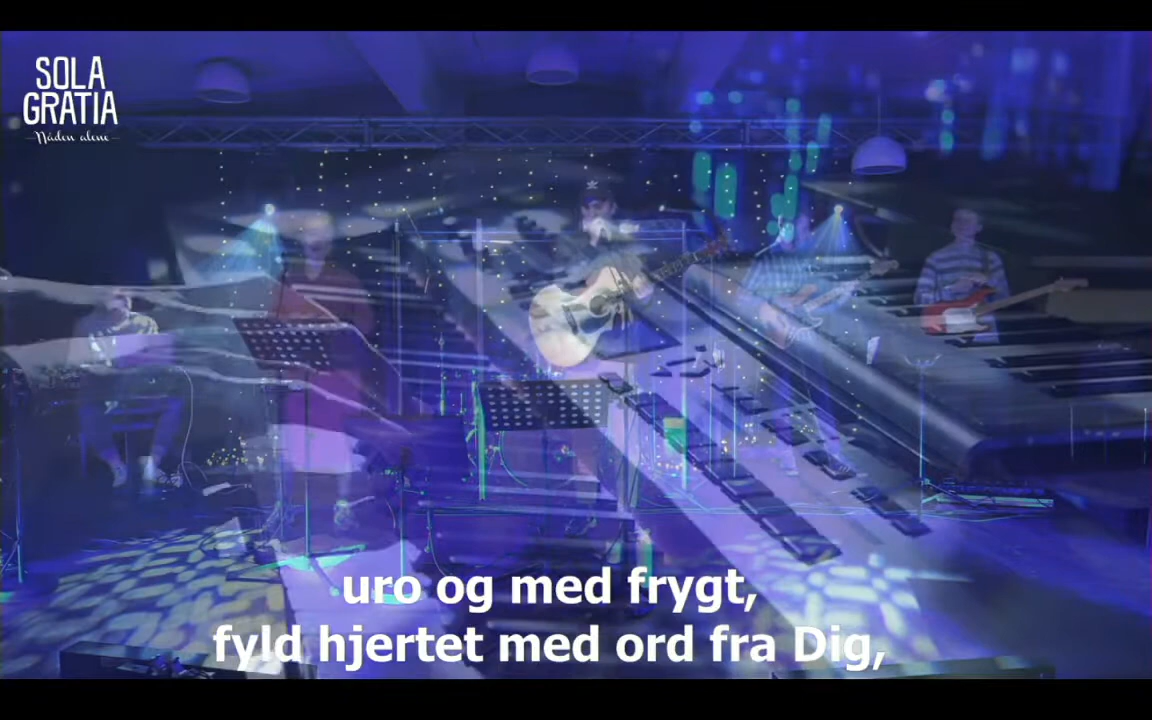 SOLA
GRATIA
Nåden alene
uro og med frygt,
fyld hjertet med ord fra Dig,